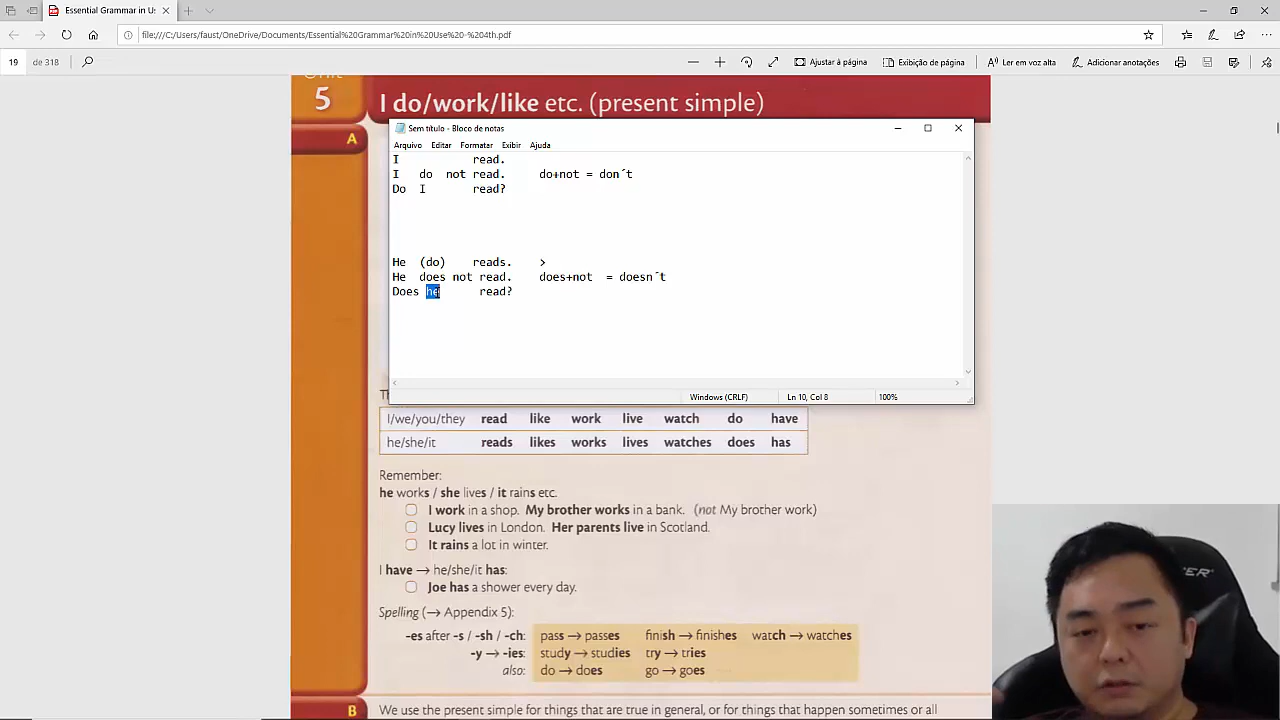 Essential Grammar in Us
file:///C:/Users/faust/OneDrive/Documents/Essential%20Grammar%20in%20Use%20-%204th.pdf
19 de 318
Ajustar à página
Exibição de página
Ler em voz alta
Adicionar anotações
5
I do/work/like etc. (present simple)
A
Sem título - Bloco de notas
Arquivo Editar Formatar Exibir Ajuda
I read.
I do not read. do+not = don´t
Do I read?
He (do) reads. >
He does not read. does+not = doesn´t
Does he read?
Windows (CRLF) Ln 10, Col 8 100%
I/we/you/they read like work live watch do have
he/she/it reads likes works lives watches does has
Remember:
he works / she lives / it rains etc.
I work in a shop. My brother works in a bank. (not My brother work)
Lucy lives in London. Her parents live in Scotland.
It rains a lot in winter.
I have → he/she/it has:
Joe has a shower every day.
Spelling (→ Appendix 5):
-es after -s / -sh / -ch: pass → passes finish → finishes watch → watches
-y → -ies: study → studies try → tries
also: do → does go → goes
B We use the present simple for things that are true in general, or for things that happen sometimes or all